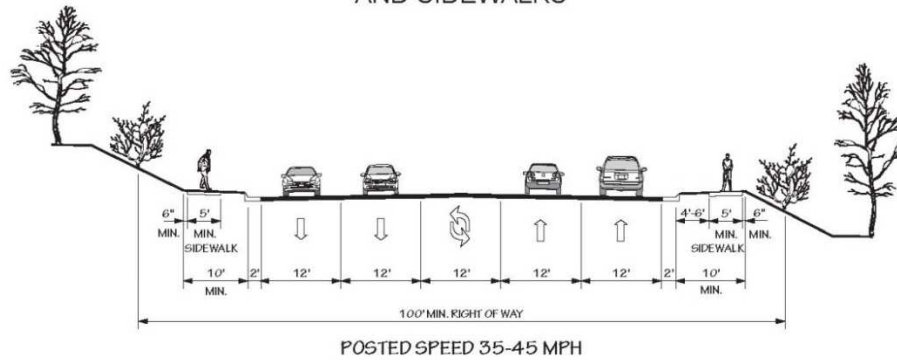 AND SIDEWALKS
6" 5' 4'-6' 5' 6"
MIN. MIN. MIN. MIN.
SIDEWALK SIDEWALK
10' 2' 12' 12' 12' 12' 12' 2' 10'
MIN. MIN.
100' MIN. RIGHT OF WAY
POSTED SPEED 35-45 MPH